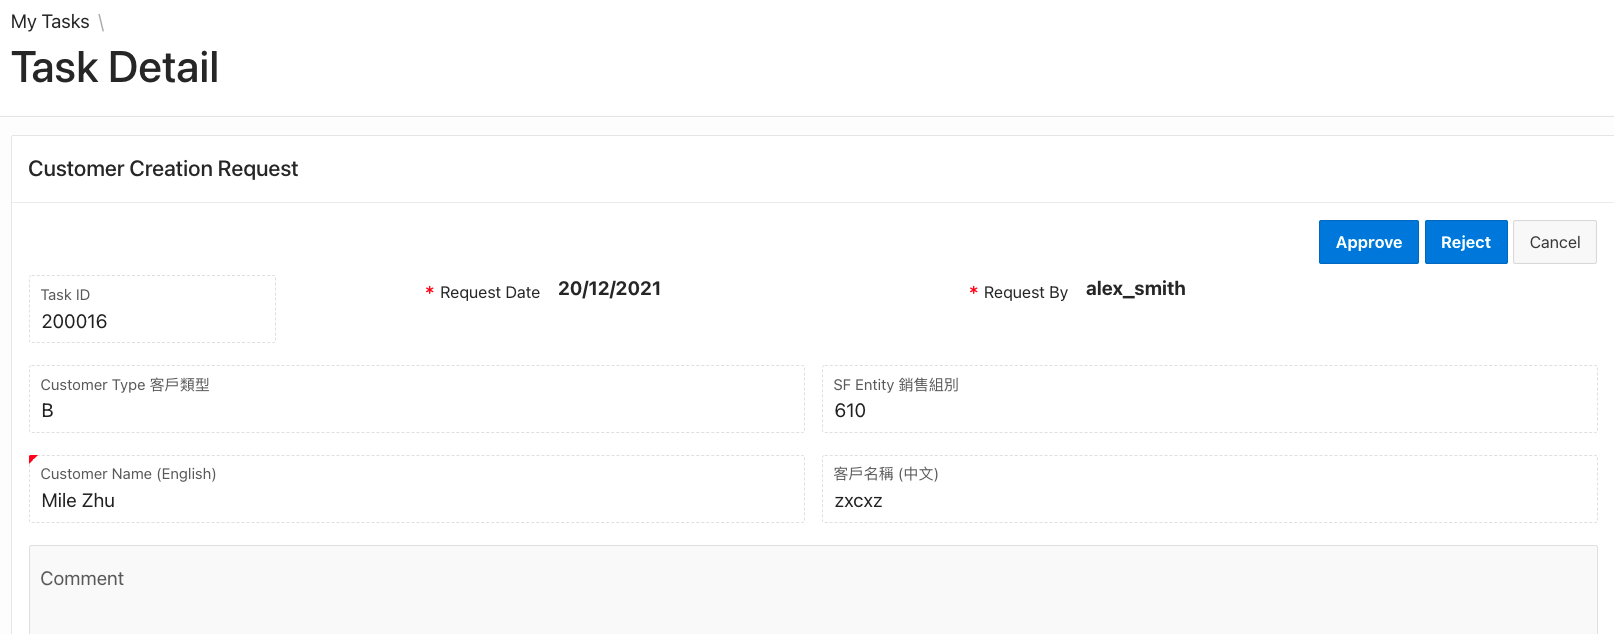 My Tasks \
Task Detail
Customer Creation Request
Approve Reject Cancel
Task ID
200016
* Request Date 20/12/2021
* Request By alex_smith
Customer Type 客戶類型
B
SF Entity 銷售組別
610
Customer Name (English)
Mile Zhu
客戶名稱 (中文)
zxcxz
Comment